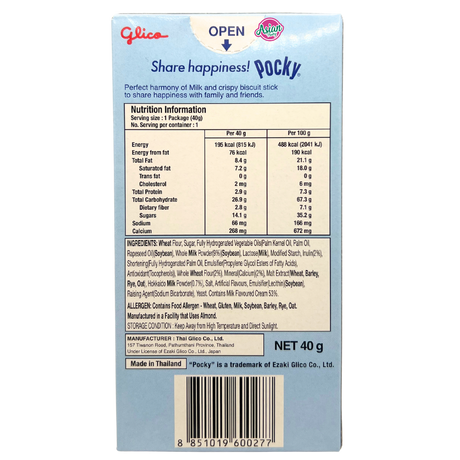 Glico
OPEN
Asian
Share happiness! Pocky
Perfect harmony of Milk and crispy biscuit stick
to share happiness with family and friends.
Nutrition Information
Serving size : 1 Package (40g)
No. Serving per container : 1
Per 40 g Per 100 g
Energy 195 kcal (815 kJ) 488 kcal (2041 kJ)
Energy from fat 76 kcal 190 kcal
Total Fat 8.4 g 21.1 g
Saturated fat 7.2 g 18.0 g
Trans fat 0 g 0 g
Cholesterol 2 mg 6 mg
Total Protein 2.9 g 7.3 g
Total Carbohydrate 26.9 g 67.3 g
Dietary fiber 2.8 g 7.1 g
Sugars 14.1 g 35.2 g
Sodium 66 mg 166 mg
Calcium 268 mg 672 mg
INGREDIENTS: Wheat Flour, Sugar, Fully Hydrogenated Vegetable Oils(Palm Kernel Oil, Palm Oil,
Rapeseed Oil)(Soybean), Whole Milk Powder(9%)(Soybean), Lactose(Milk), Modified Starch, Inulin(2%),
Shortening(Fully Hydrogenated Palm Oil, Emulsifier(Propylene Glycol Esters of Fatty Acids),
Antioxidant(Tocopherols), Whole Wheat Flour(2%), Mineral(Calcium)(2%), Malt Extract(Wheat, Barley,
Rye, Oat), Hokkaido Milk Powder(0.7%), Salt, Artificial Flavours, Emulsifier(Lecithin)(Soybean),
Raising Agent(Sodium Bicarbonate), Yeast. Contains Milk Flavoured Cream 53%.
ALLERGEN: Contains Food Allergen - Wheat, Gluten, Milk, Soybean, Barley, Rye, Oat.
Manufactured in a Facility that Uses Almond.
STORAGE CONDITION : Keep Away from High Temperature and Direct Sunlight.
MANUFACTURER : Thai Glico Co., Ltd.
157 Tiwanon Road, Pathumthani Province, Thailand
Under License of Ezaki Glico Co., Ltd., Japan
NET 40 g
Made in Thailand "Pocky" is a trademark of Ezaki Glico Co., Ltd.
8 851019 600277